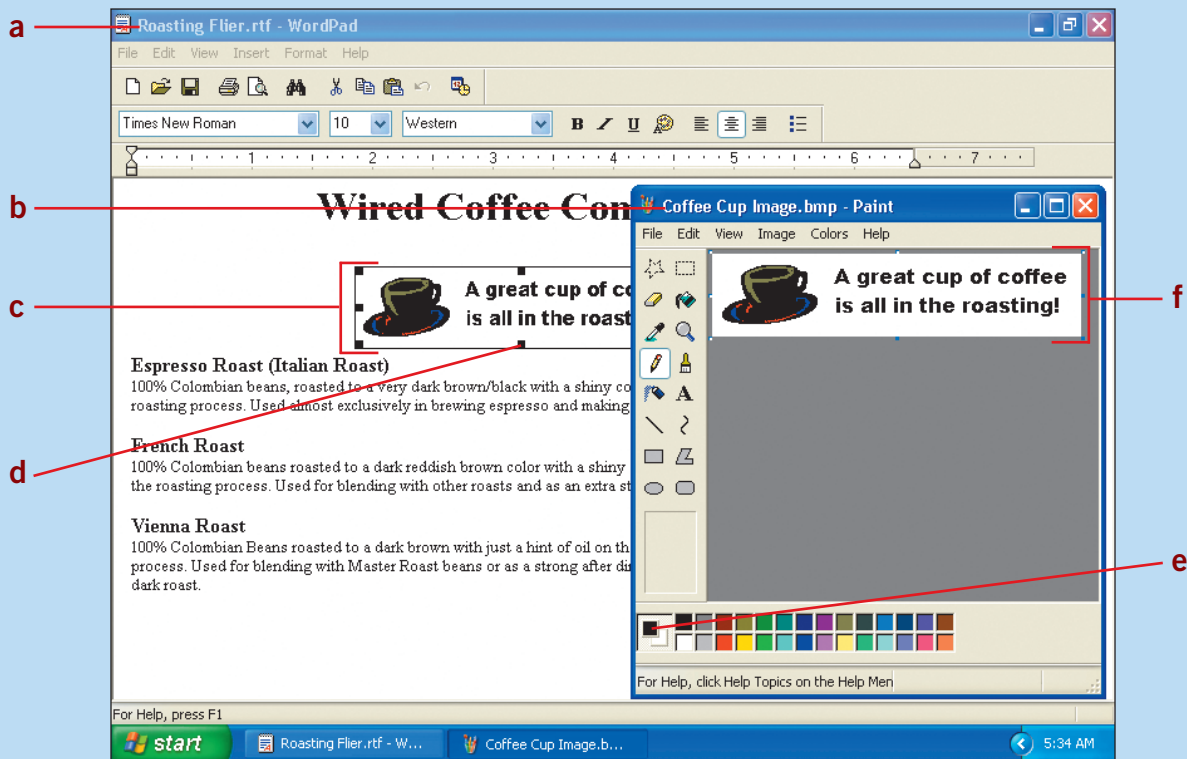 a
Roasting Flier.rtf - WordPad
File Edit View Insert Format Help
Times New Roman
10
Western
B
U
1 2 3 4 5 6 7
b
Wired Coffee Com
c
A great cup of co
is all in the roast
Espresso Roast (Italian Roast)
100% Colombian beans, roasted to a very dark brown/black with a shiny co
roasting process. Used almost exclusively in brewing espresso and making
d
French Roast
100% Colombian beans roasted to a dark reddish brown color with a shiny
the roasting process. Used for blending with other roasts and as an extra st
Vienna Roast
100% Colombian Beans roasted to a dark brown with just a hint of oil on th
process. Used for blending with Master Roast beans or as a strong after din
dark roast.
Coffee Cup Image.bmp - Paint
File Edit View Image Colors Help
A great cup of coffee
is all in the roasting!
f
A
e
For Help, click Help Topics on the Help Men
For Help, press F1
start
Roasting Flier.rtf - W...
Coffee Cup Image.b...
5:34 AM